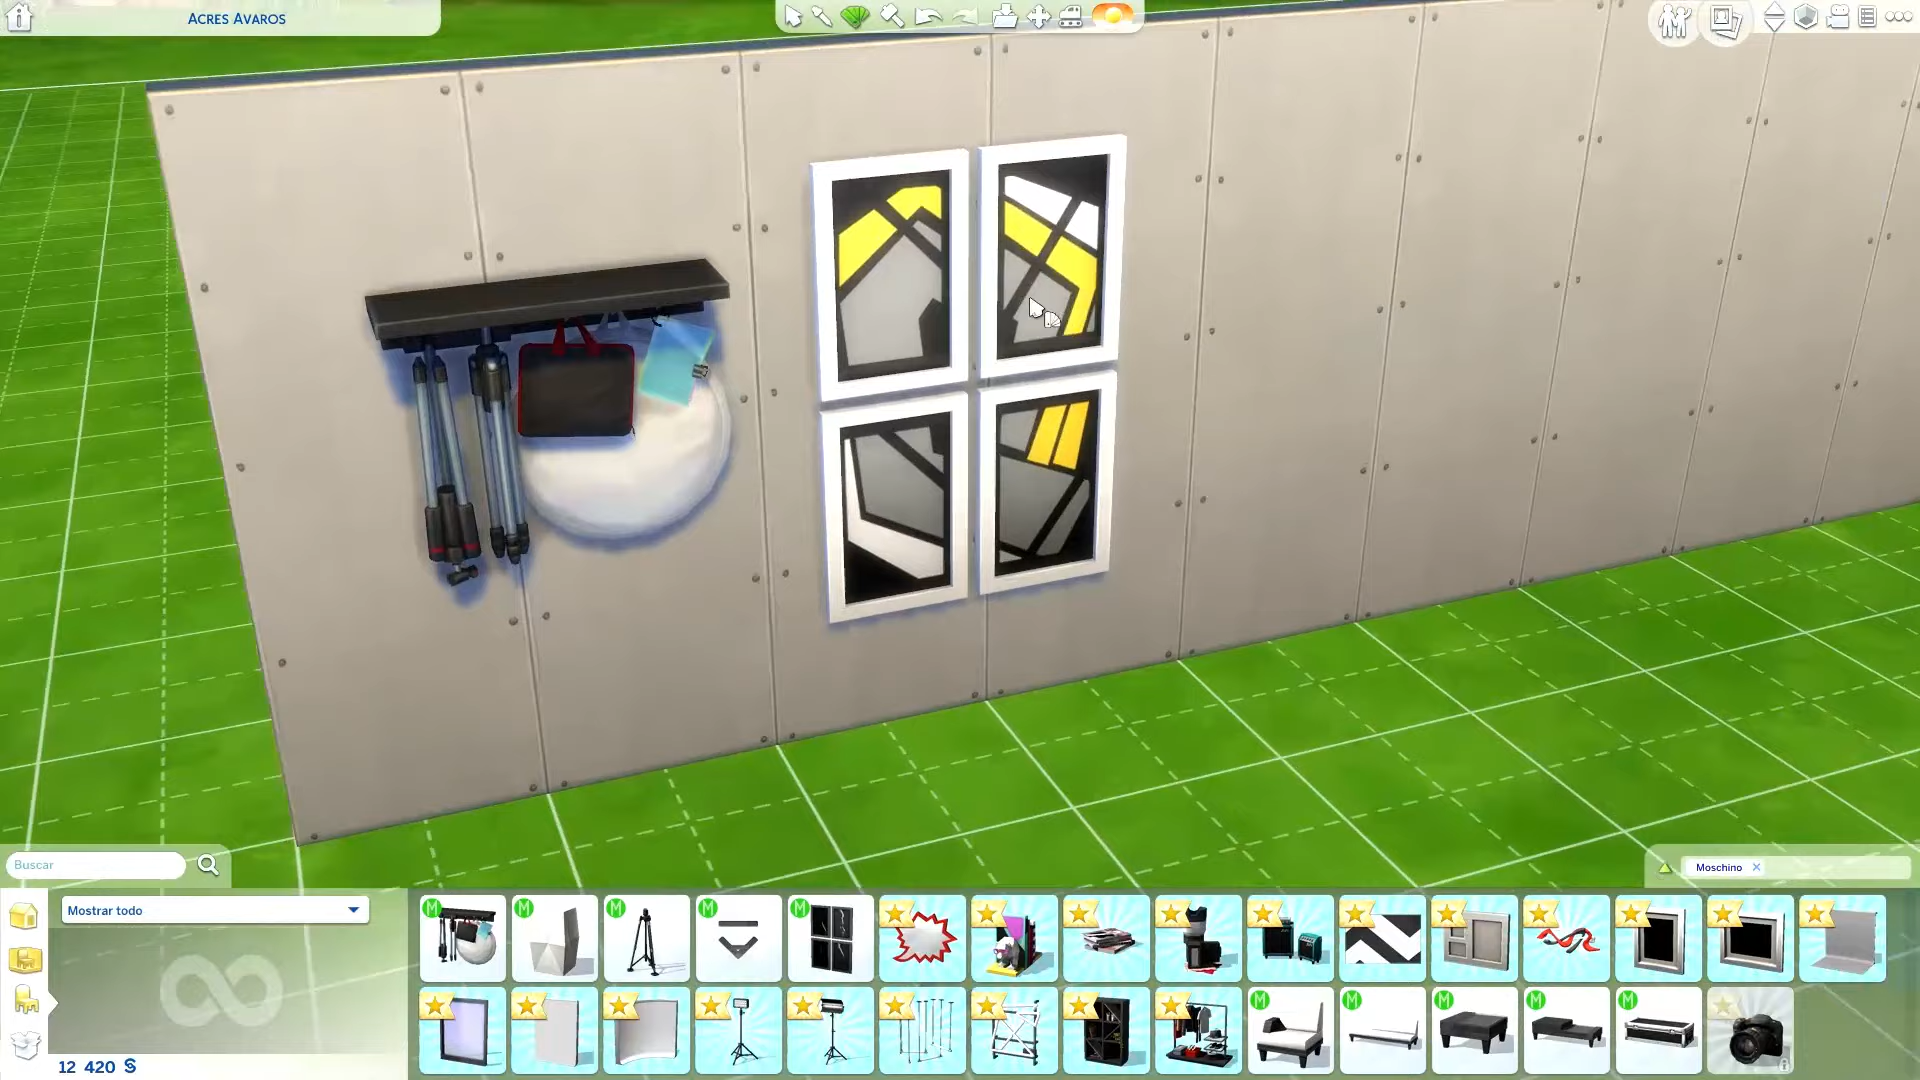 ACRES AVAROS
Buscar
Moschino
Mostrar todo
12 420 $